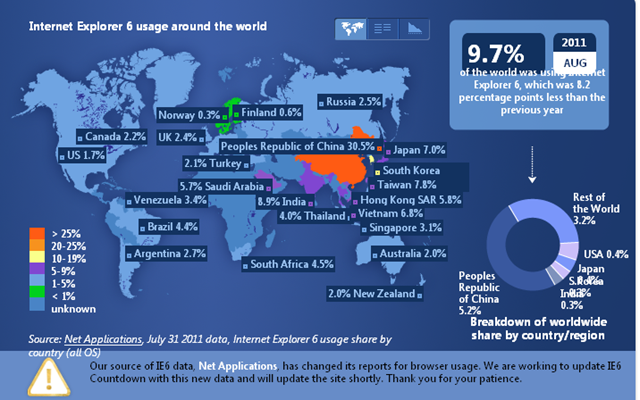 Internet Explorer 6 usage around the world
9.7%
2011
AUG
of the world was using Internet
Explorer 6, which was 8.2
percentage points less than the
previous year
Norway 0.3%
Finland 0.6%
Russia 2.5%
Canada 2.2%
UK 2.4%
Peoples Republic of China 30.5%
Japan 7.0%
US 1.7%
2.1% Turkey
South Korea
5.7% Saudi Arabia
Taiwan 7.8%
Venezuela 3.4%
8.9% India
Hong Kong SAR 5.8%
4.0% Thailand
Vietnam 6.8%
Brazil 4.4%
Singapore 3.1%
Argentina 2.7%
South Africa 4.5%
Australia 2.0%
2.0% New Zealand
> 25%
20-25%
10-19%
5-9%
1-5%
< 1%
unknown
Rest of
the World
3.2%
USA 0.4%
Japan
S.Korea
India
0.3%
Peoples
Republic
of China
5.2%
Breakdown of worldwide
share by country/region
Source: Net Applications, July 31 2011 data, Internet Explorer 6 usage share by
country (all OS)
Our source of IE6 data, Net Applications has changed its reports for browser usage. We are working to update IE6
Countdown with this new data and will update the site shortly. Thank you for your patience.